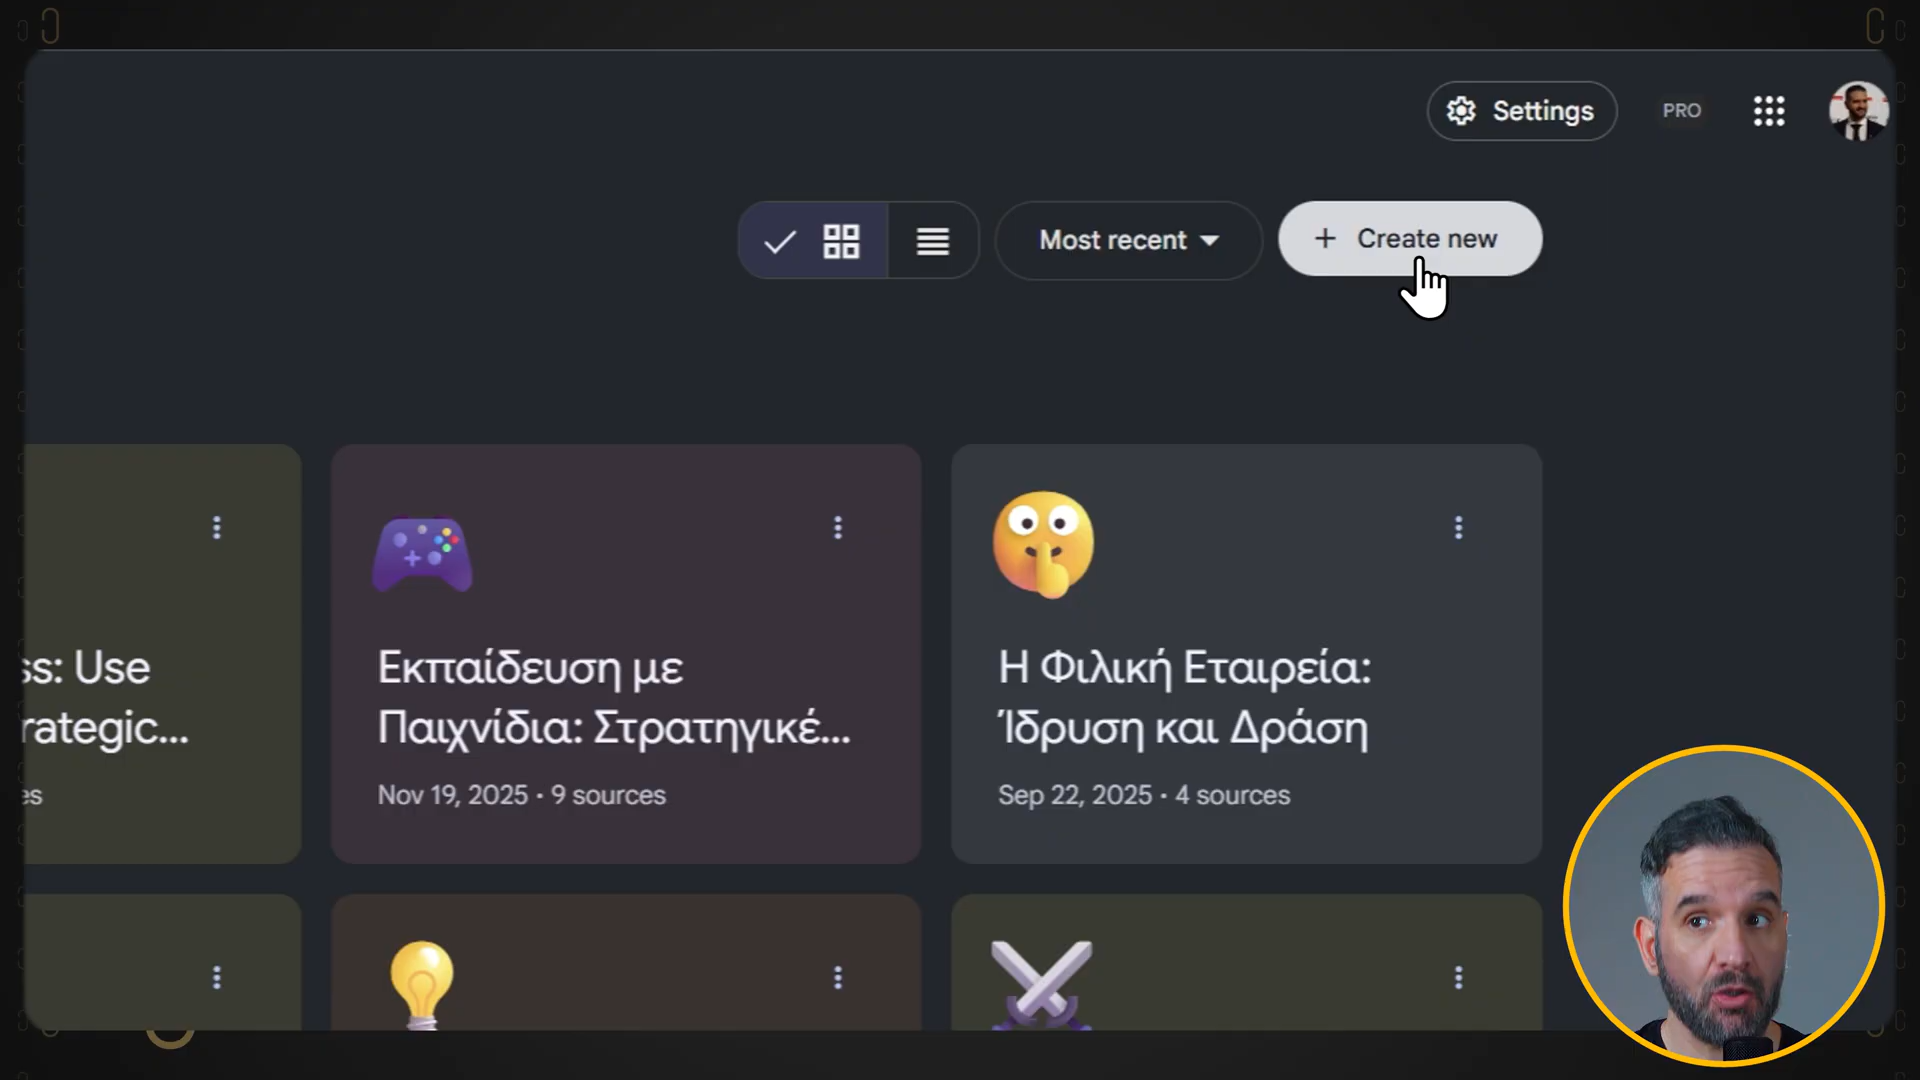 Settings
PRO
Most recent
+ Create new
ss: Use
rategic...
es
Εκπαίδευση με
Παιχνίδια: Στρατηγικέ...
Nov 19, 2025 • 9 sources
Η Φιλική Εταιρεία:
Ίδρυση και Δράση
Sep 22, 2025 • 4 sources